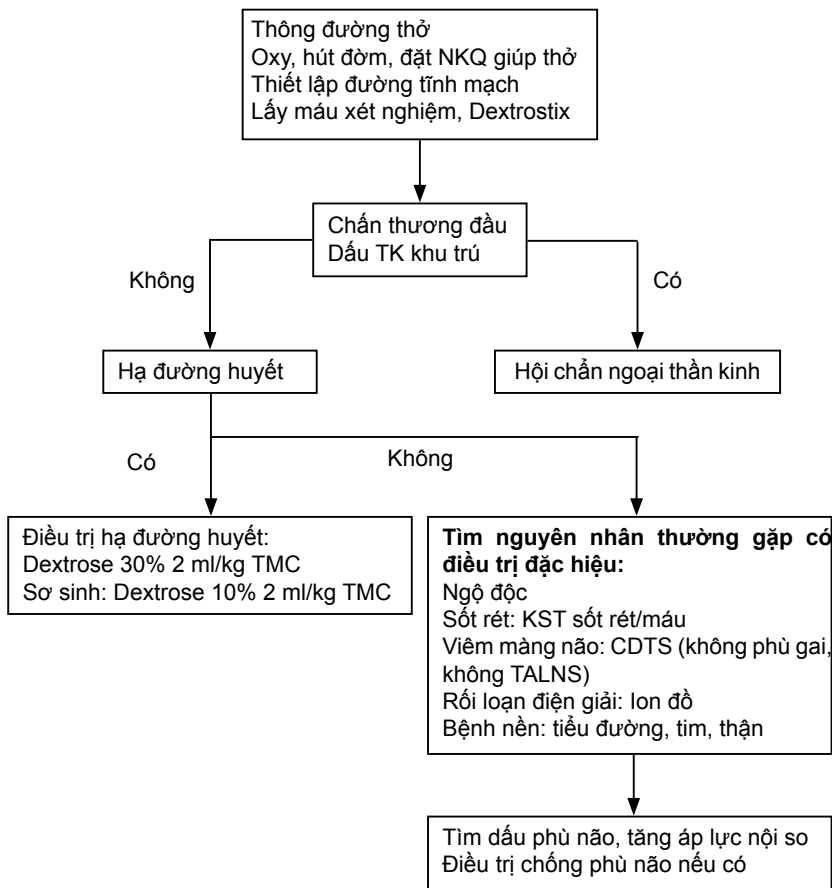 Thông đường thở
Oxy, hút đờm, đặt NKQ giúp thở
Thiết lập đường tĩnh mạch
Lấy máu xét nghiệm, Dextrostix
Chấn thương đầu
Dấu TK khu trú
Không
Có
Hạ đường huyết
Hội chẩn ngoại thần kinh
Có
Không
Điều trị hạ đường huyết:
Dextrose 30% 2 ml/kg TMC
Sơ sinh: Dextrose 10% 2 ml/kg TMC
Tìm nguyên nhân thường gặp có
điều trị đặc hiệu:
Ngộ độc
Sốt rét: KST sốt rét/máu
Viêm màng não: CDTS (không phù gai,
không TALNS)
Rối loạn điện giải: Ion đồ
Bệnh nền: tiểu đường, tim, thận
Tìm dấu phù não, tăng áp lực nội so
Điều trị chống phù não nếu có